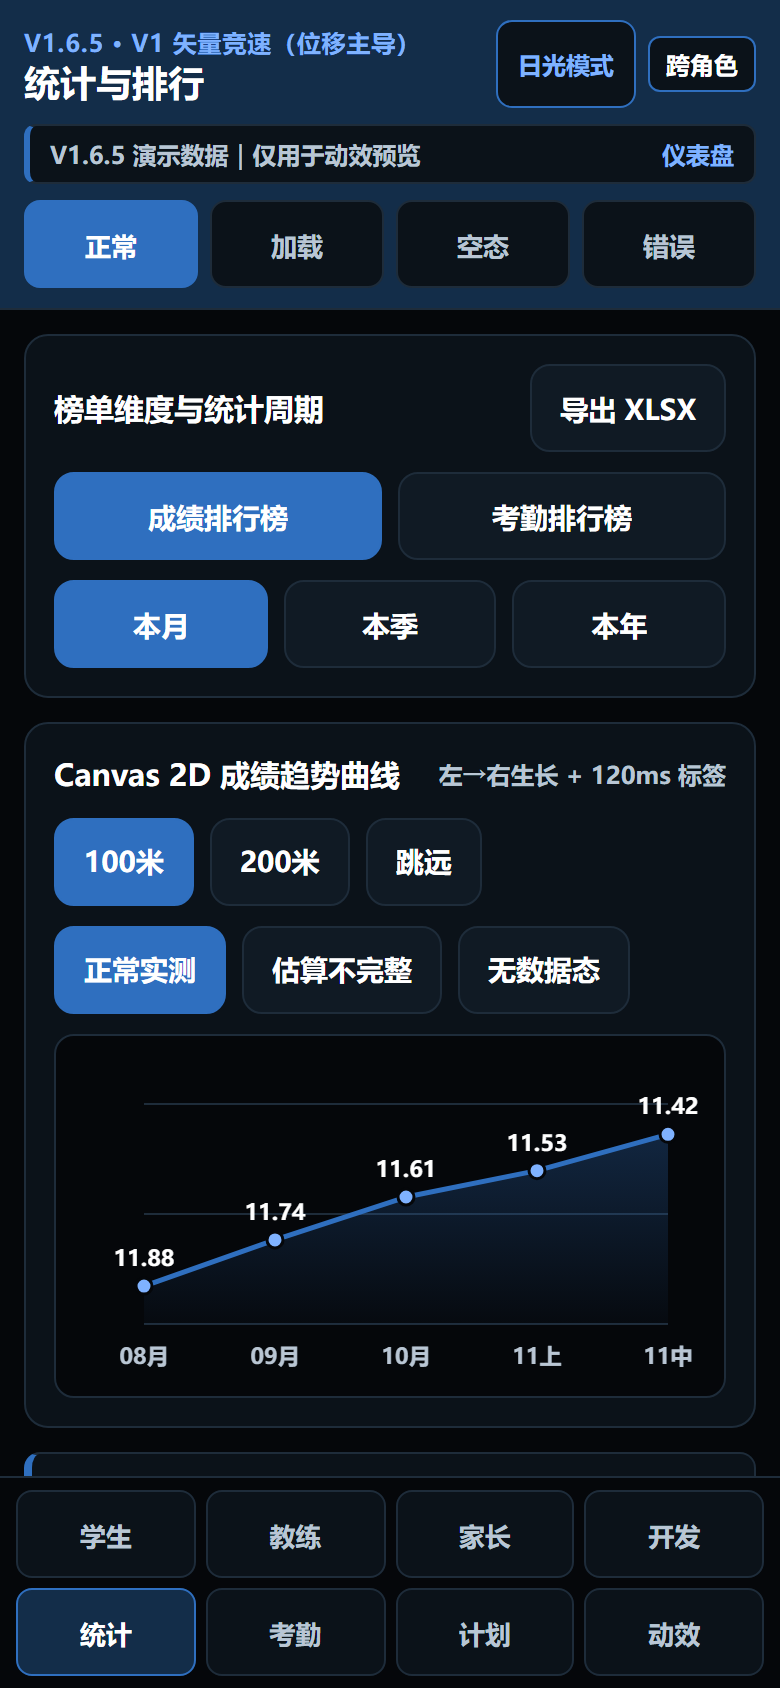 V1.6.5 • V1 矢量竞速（位移主导）
统计与排行
日光模式
跨角色
V1.6.5 演示数据｜仅用于动效预览
仪表盘
正常
加载
空态
错误
榜单维度与统计周期
导出 XLSX
成绩排行榜
考勤排行榜
本月
本季
本年
Canvas 2D 成绩趋势曲线
左→右生长 + 120ms 标签
100米
200米
跳远
正常实测
估算不完整
无数据态
11.88
11.74
11.61
11.53
11.42
08月
09月
10月
11上
11中
学生
教练
家长
开发
统计
考勤
计划
动效